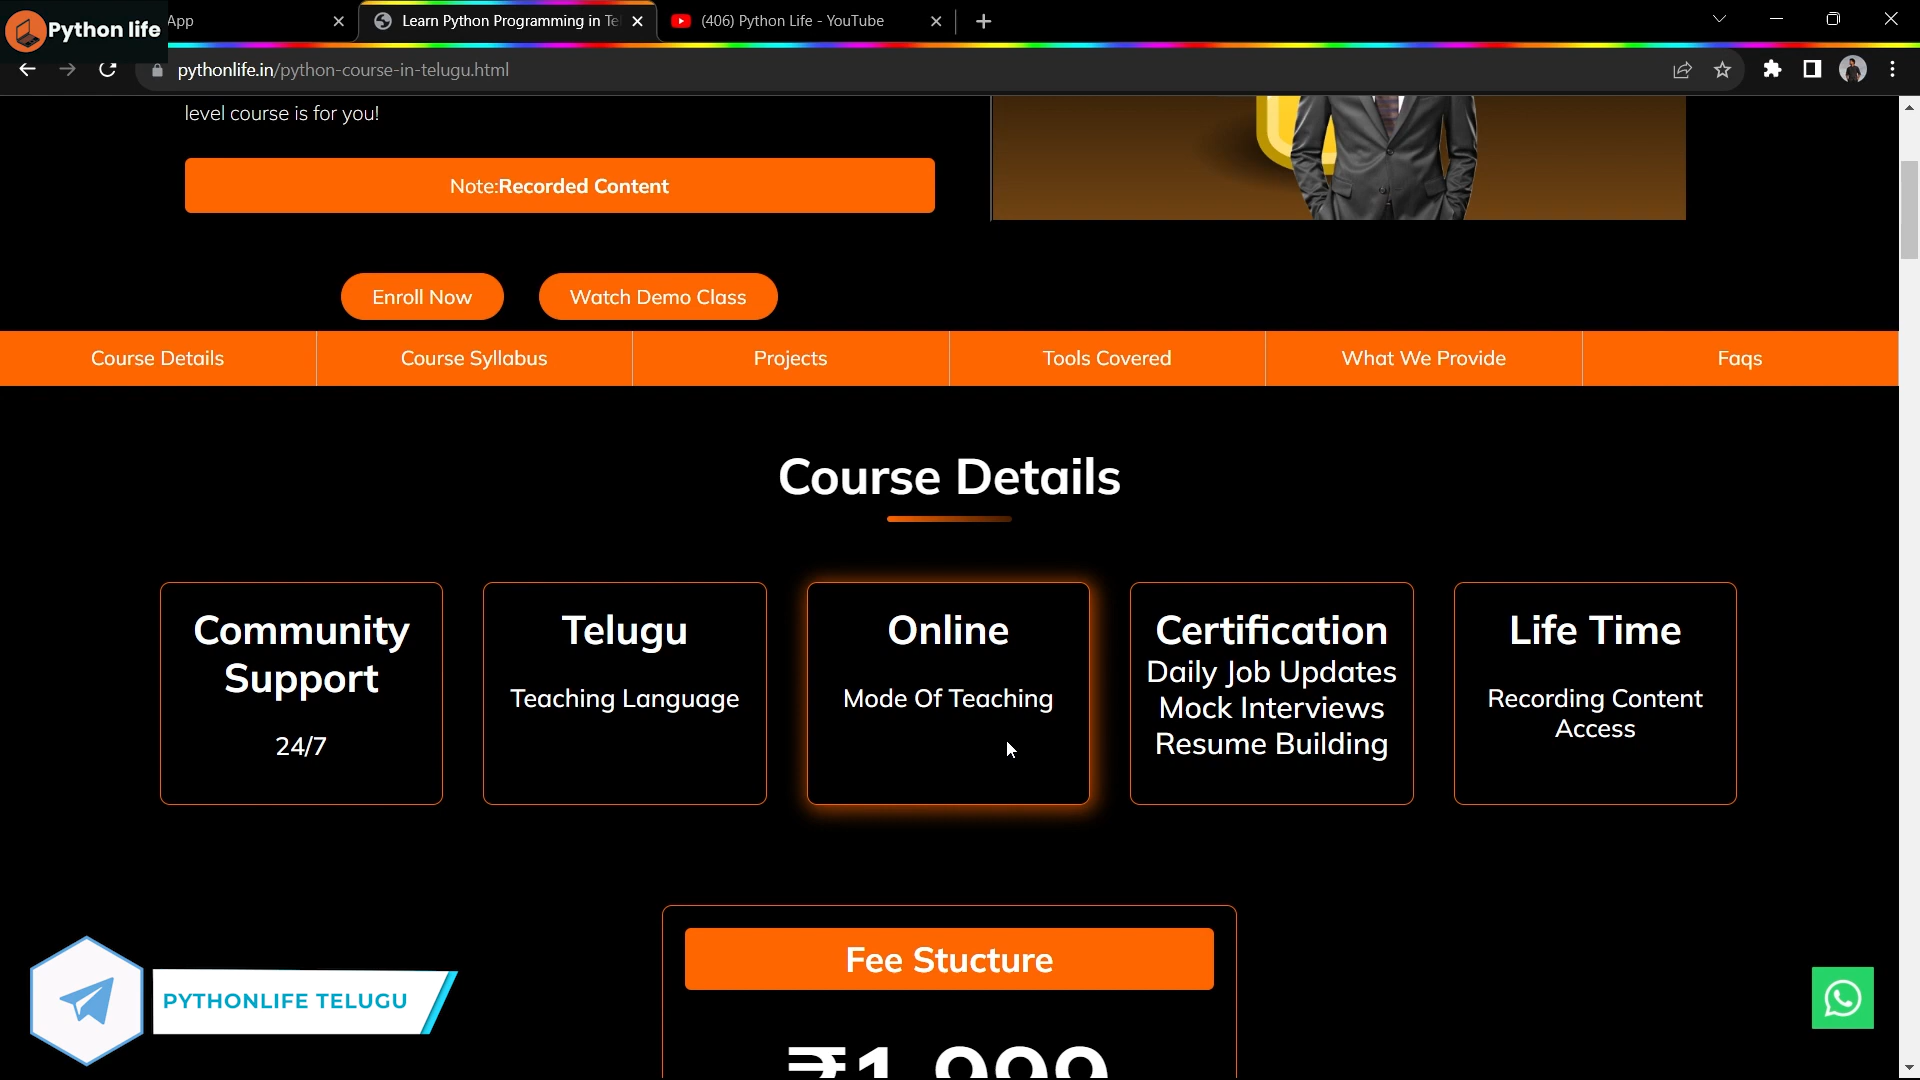 Python life
App
Learn Python Programming in Te
(406) Python Life - YouTube
pythonlife.in/python-course-in-telugu.html
level course is for you!
Note:Recorded Content
Enroll Now
Watch Demo Class
Course Details
Course Syllabus
Projects
Tools Covered
What We Provide
Faqs
Course Details
Community
Support
24/7
Telugu
Teaching Language
Online
Mode Of Teaching
Certification
Daily Job Updates
Mock Interviews
Resume Building
Life Time
Recording Content
Access
Fee Stucture
₹1,999
PYTHONLIFE TELUGU